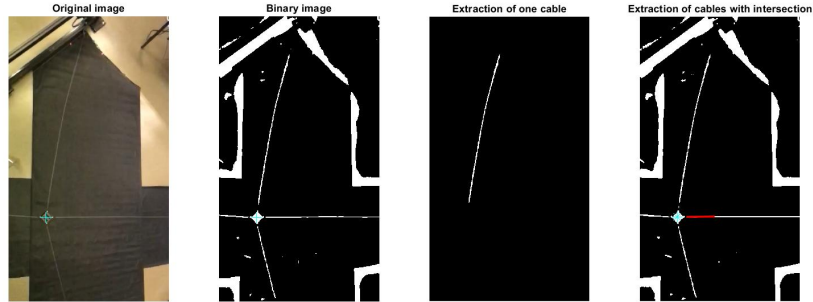 Original image
Binary image
Extraction of one cable
Extraction of cables with intersection